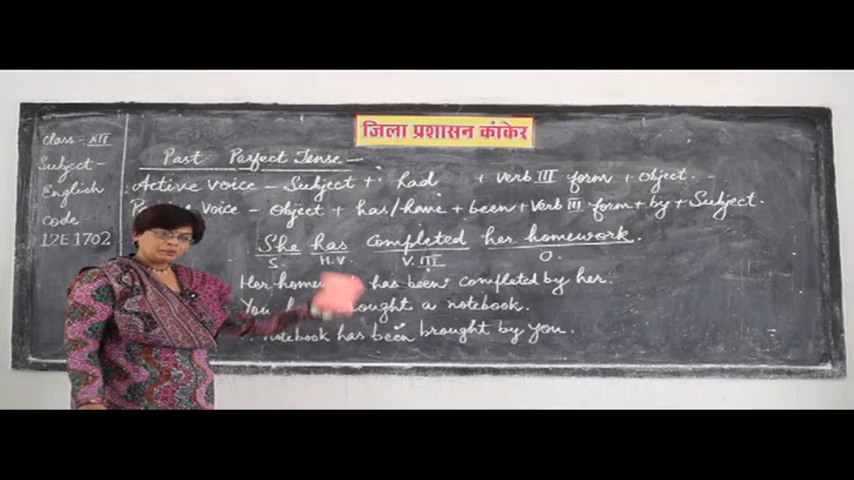 जिला प्रशासन कांकेर
class - XII
Subject -
English
code
12E1702
Past Perfect Tense -
Active voice - Subject + had + verb III form + object.
voice - Object + has/have + been + verb III form + by + Subject.
She has completed her homework.
S. H.V. V.III O.
Her has been completed by her.
You a notebook.
notebook has been brought by you.